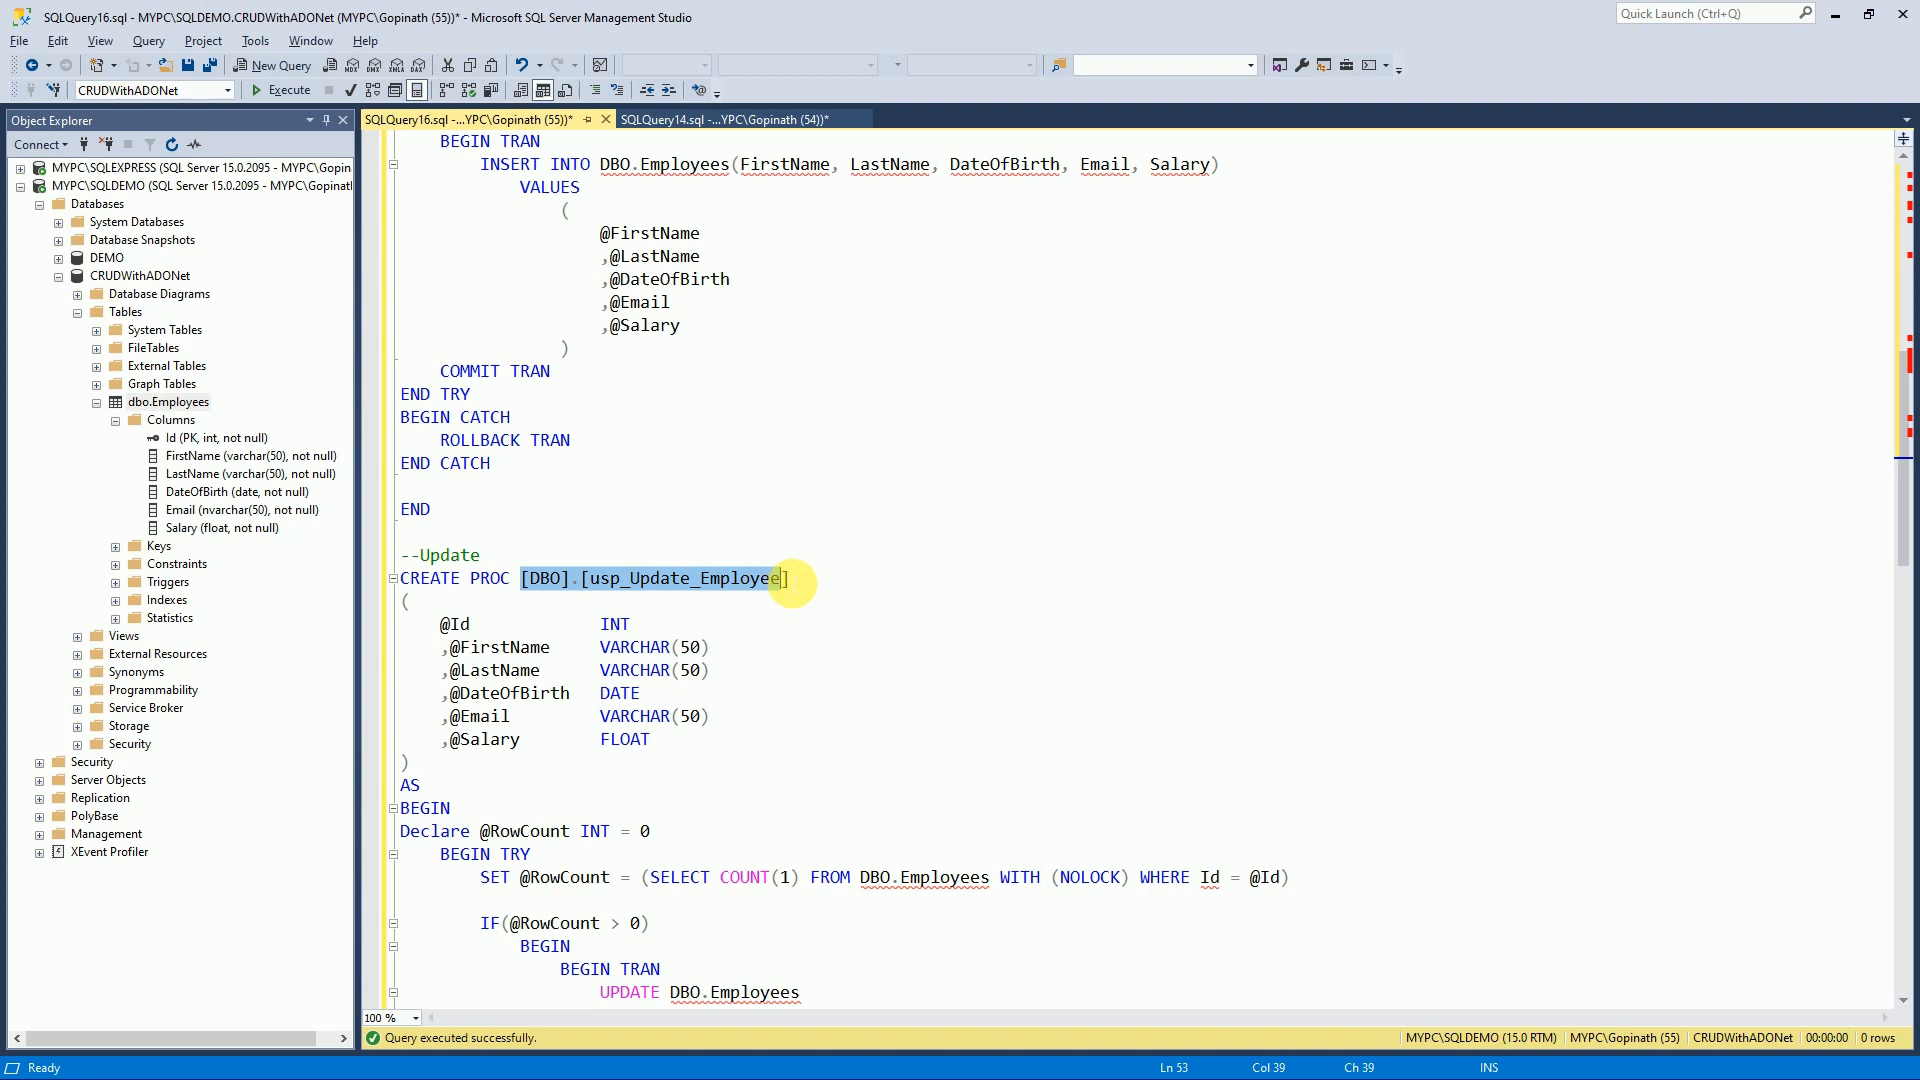 SQLQuery16.sql - MYPC\SQLDEMO.CRUDWithADONet (MYPC\Gopinath (55))* - Microsoft SQL Server Management Studio
Quick Launch (Ctrl+Q)
File Edit View Query Project Tools Window Help
New Query
CRUDWithADONet
Execute
Object Explorer
Connect
MYPC\SQLEXPRESS (SQL Server 15.0.2095 - MYPC\Gopin
MYPC\SQLDEMO (SQL Server 15.0.2095 - MYPC\Gopinatl
Databases
System Databases
Database Snapshots
DEMO
CRUDWithADONet
Database Diagrams
Tables
System Tables
FileTables
External Tables
Graph Tables
dbo.Employees
Columns
Id (PK, int, not null)
FirstName (varchar(50), not null)
LastName (varchar(50), not null)
DateOfBirth (date, not null)
Email (nvarchar(50), not null)
Salary (float, not null)
Keys
Constraints
Triggers
Indexes
Statistics
Views
External Resources
Synonyms
Programmability
Service Broker
Storage
Security
Security
Server Objects
Replication
PolyBase
Management
XEvent Profiler
SQLQuery16.sql -...YPC\Gopinath (55))*
SQLQuery14.sql -...YPC\Gopinath (54))*
BEGIN TRAN
INSERT INTO DBO.Employees(FirstName, LastName, DateOfBirth, Email, Salary)
VALUES
(
@FirstName
,@LastName
,@DateOfBirth
,@Email
,@Salary
)
COMMIT TRAN
END TRY
BEGIN CATCH
ROLLBACK TRAN
END CATCH
END
--Update
CREATE PROC [DBO].[usp_Update_Employee]
(
@Id INT
,@FirstName VARCHAR(50)
,@LastName VARCHAR(50)
,@DateOfBirth DATE
,@Email VARCHAR(50)
,@Salary FLOAT
)
AS
BEGIN
Declare @RowCount INT = 0
BEGIN TRY
SET @RowCount = (SELECT COUNT(1) FROM DBO.Employees WITH (NOLOCK) WHERE Id = @Id)
IF(@RowCount > 0)
BEGIN
BEGIN TRAN
UPDATE DBO.Employees
100 %
Query executed successfully.
MYPC\SQLDEMO (15.0 RTM) MYPC\Gopinath (55) CRUDWithADONet 00:00:00 0 rows
Ready
Ln 53 Col 39 Ch 39 INS